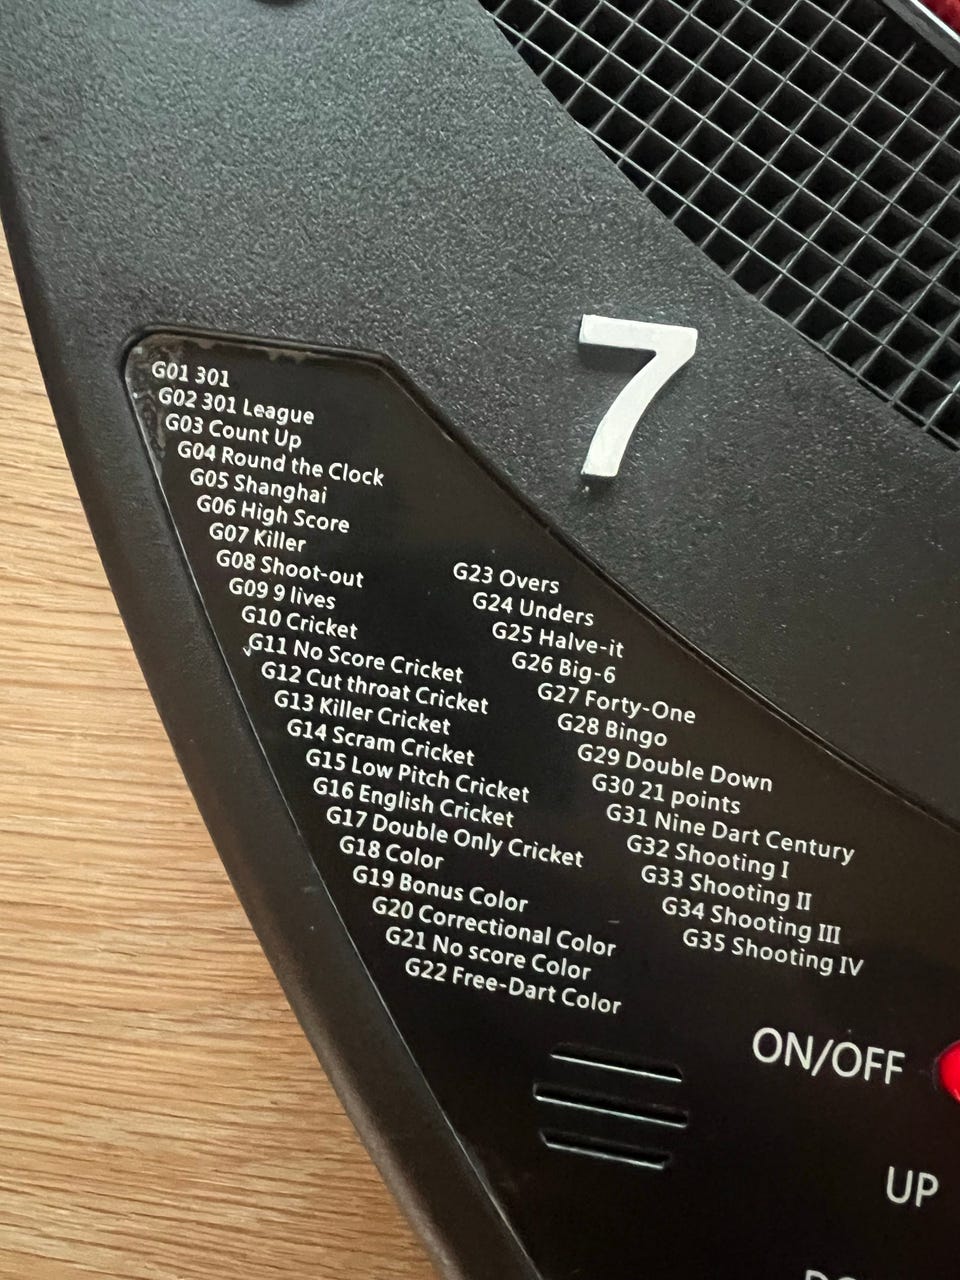 7
G01 301
G02 301 League
G03 Count Up
G04 Round the Clock
G05 Shanghai
G06 High Score
G07 Killer
G08 Shoot-out
G09 9 lives
G10 Cricket
G11 No Score Cricket
G12 Cut throat Cricket
G13 Killer Cricket
G14 Scram Cricket
G15 Low Pitch Cricket
G16 English Cricket
G17 Double Only Cricket
G18 Color
G19 Bonus Color
G20 Correctional Color
G21 No score Color
G22 Free-Dart Color
G23 Overs
G24 Unders
G25 Halve-it
G26 Big-6
G27 Forty-One
G28 Bingo
G29 Double Down
G30 21 points
G31 Nine Dart Century
G32 Shooting I
G33 Shooting II
G34 Shooting III
G35 Shooting IV
ON/OFF
UP